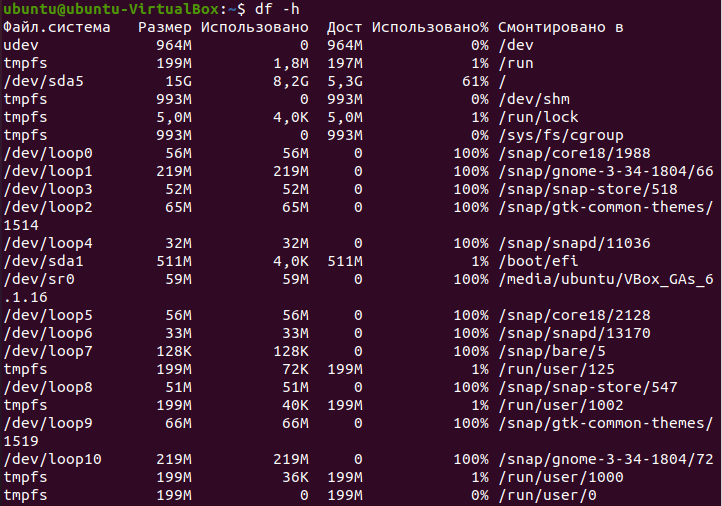 ubuntu@ubuntu-VirtualBox:~$ df -h
Файл.система   Размер Использовано  Дост Использовано% Смонтировано в
udev             964M            0  964M            0% /dev
tmpfs            199M         1,8M  197M            1% /run
/dev/sda5         15G         8,2G  5,3G           61% /
tmpfs            993M            0  993M            0% /dev/shm
tmpfs            5,0M         4,0K  5,0M            1% /run/lock
tmpfs            993M            0  993M            0% /sys/fs/cgroup
/dev/loop0        56M          56M     0          100% /snap/core18/1988
/dev/loop1       219M         219M     0          100% /snap/gnome-3-34-1804/66
/dev/loop3        52M          52M     0          100% /snap/snap-store/518
/dev/loop2        65M          65M     0          100% /snap/gtk-common-themes/
1514
/dev/loop4        32M          32M     0          100% /snap/snapd/11036
/dev/sda1        511M         4,0K  511M            1% /boot/efi
/dev/sr0          59M          59M     0          100% /media/ubuntu/VBox_GAs_6
.1.16
/dev/loop5        56M          56M     0          100% /snap/core18/2128
/dev/loop6        33M          33M     0          100% /snap/snapd/13170
/dev/loop7       128K         128K     0          100% /snap/bare/5
tmpfs            199M          72K  199M            1% /run/user/125
/dev/loop8        51M          51M     0          100% /snap/snap-store/547
tmpfs            199M          40K  199M            1% /run/user/1002
/dev/loop9        66M          66M     0          100% /snap/gtk-common-themes/
1519
/dev/loop10      219M         219M     0          100% /snap/gnome-3-34-1804/72
tmpfs            199M          36K  199M            1% /run/user/1000
tmpfs            199M            0  199M            0% /run/user/0